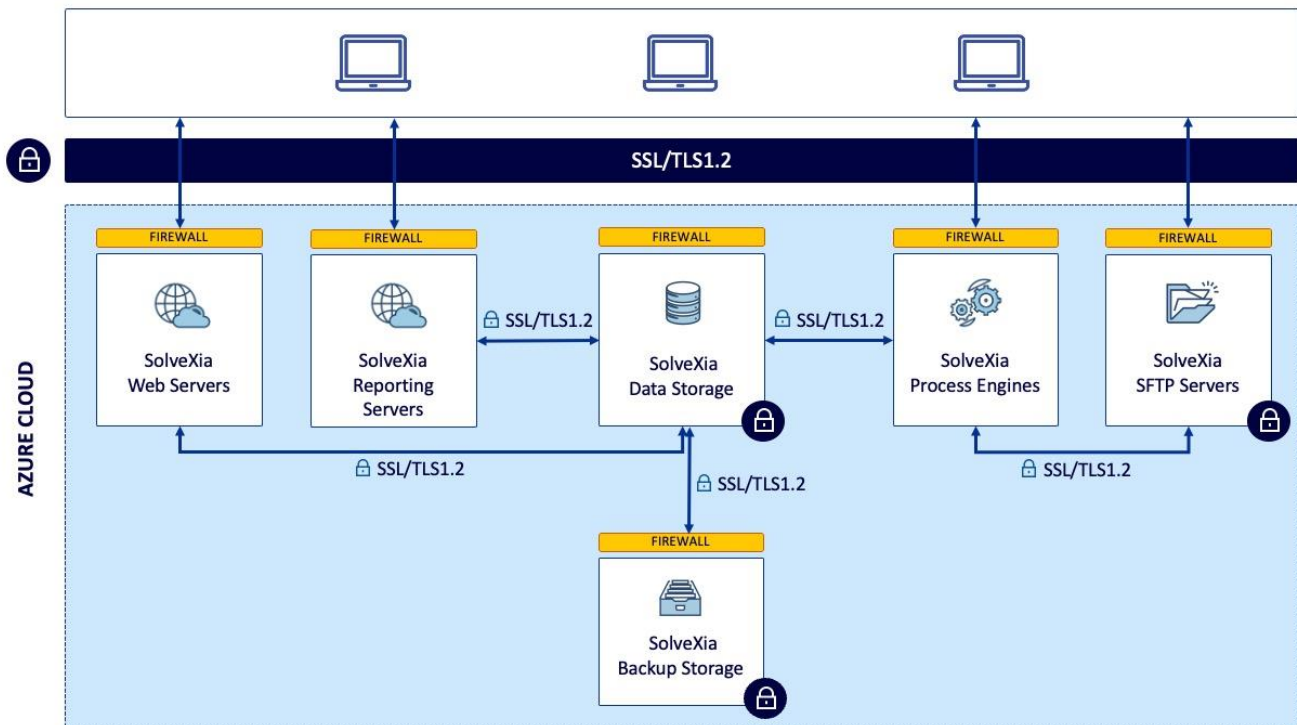 SSL/TLS1.2
AZURE CLOUD
FIREWALL
FIREWALL
FIREWALL
FIREWALL
FIREWALL
SolveXia
Web Servers
SolveXia
Reporting
Servers
SSL/TLS1.2
SolveXia
Data Storage
SSL/TLS1.2
SolveXia
Process Engines
SolveXia
SFTP Servers
SSL/TLS1.2
SSL/TLS1.2
SSL/TLS1.2
FIREWALL
SolveXia
Backup Storage